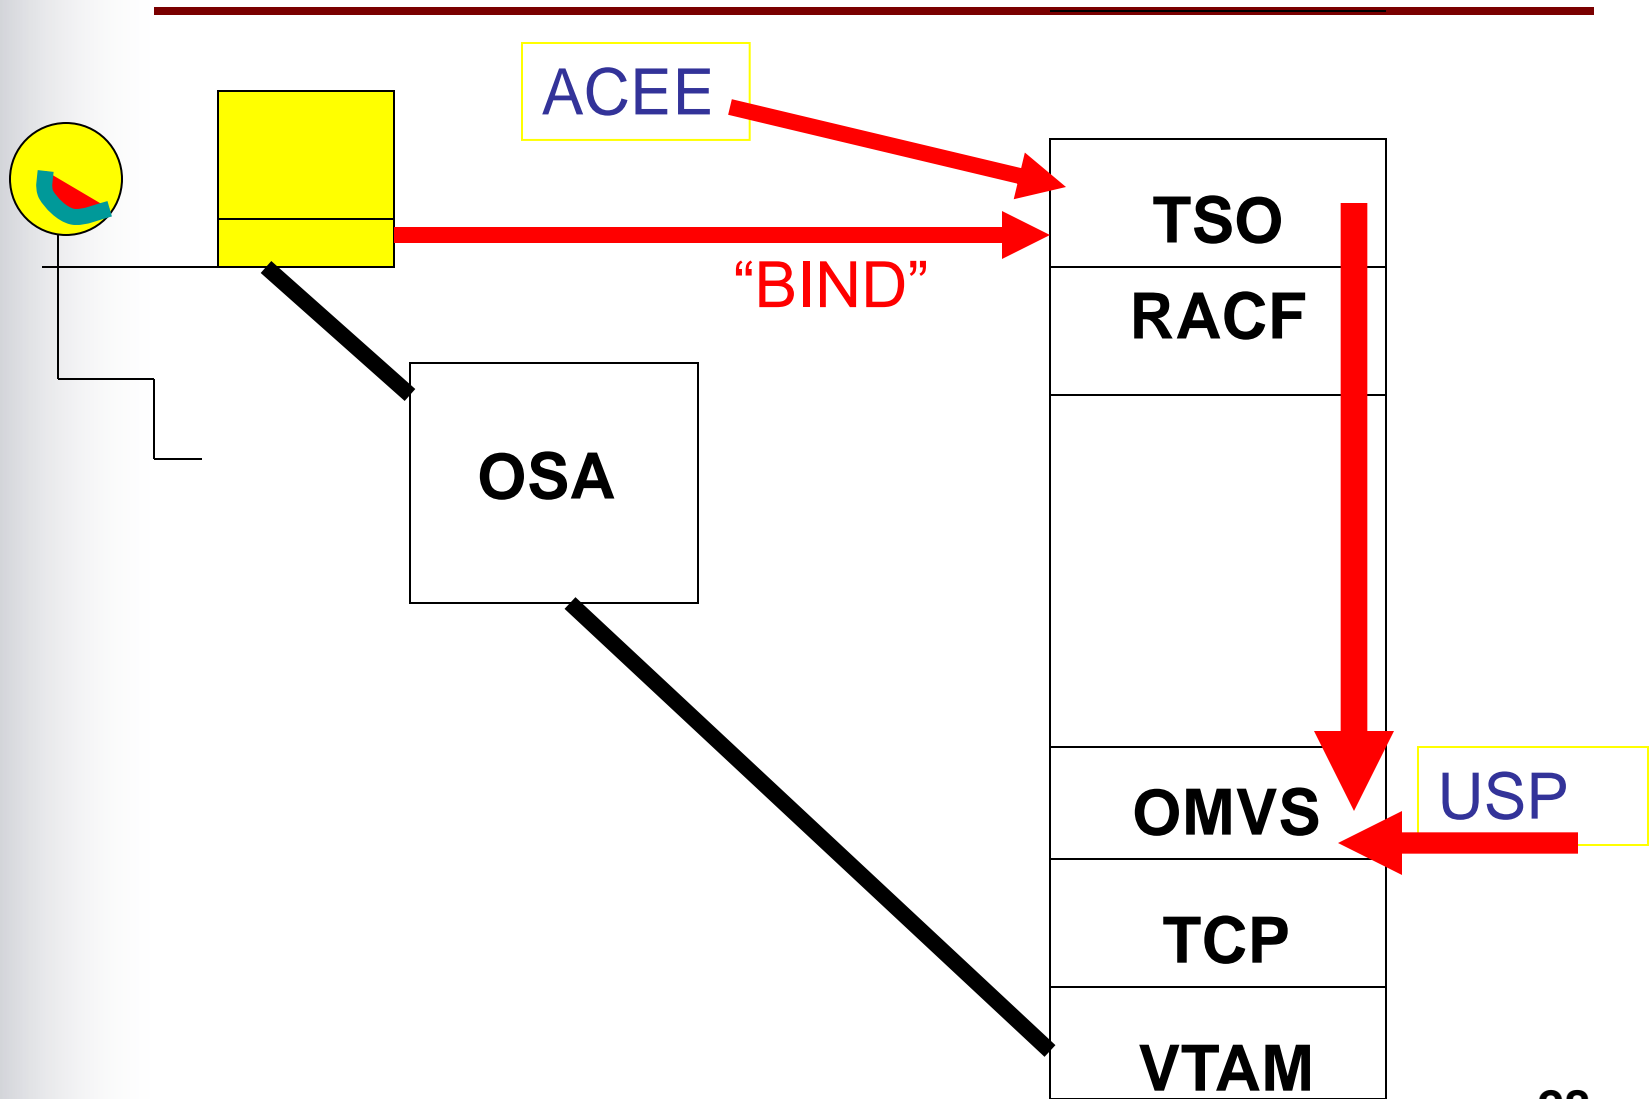 ACEE
TSO
“BIND”
RACF
OSA
USP
OMVS
TCP
VTAM